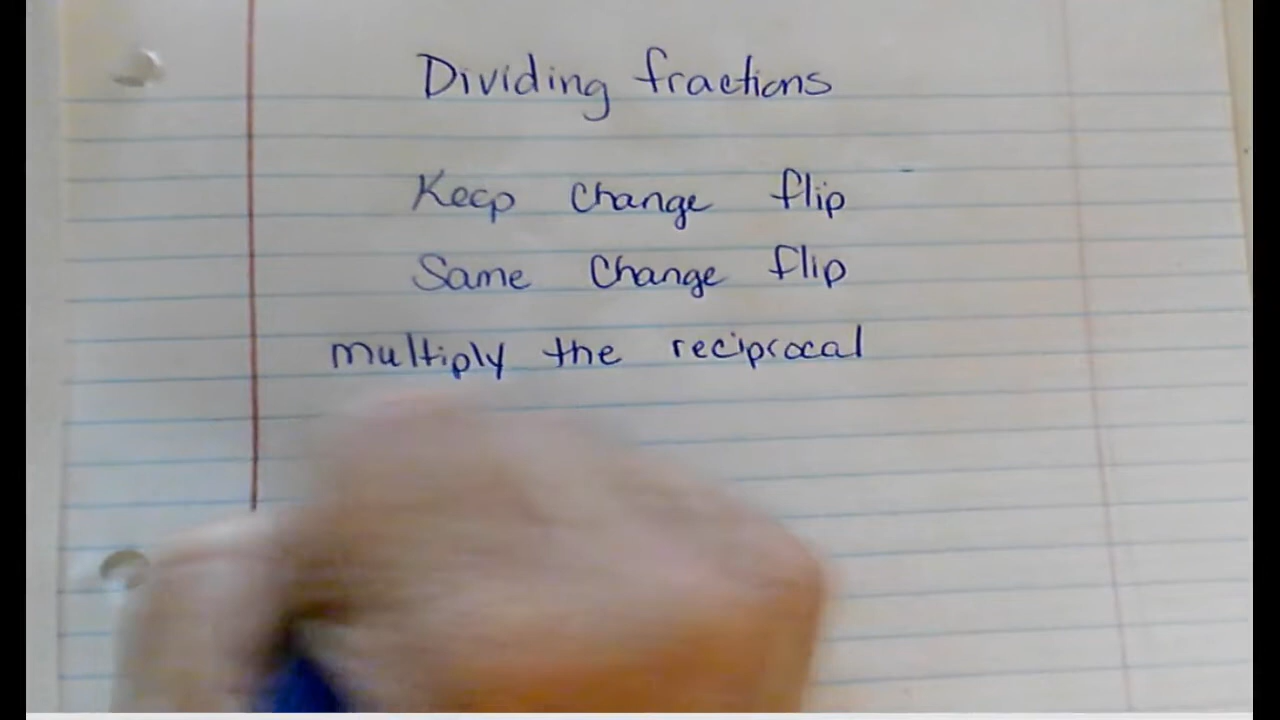 Dividing fractions
Keep Change flip
Same Change flip
multiply the reciprocal